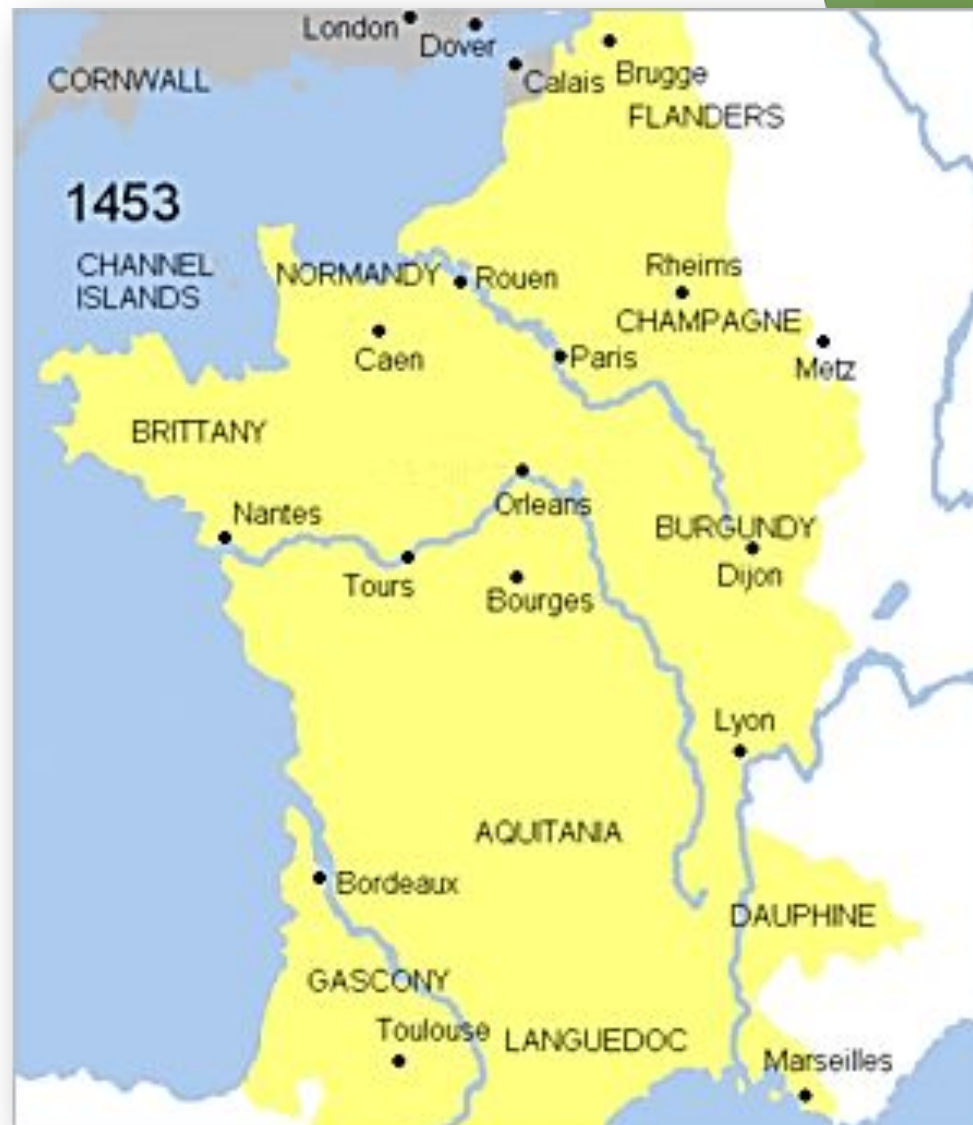 London
Dover
CORNWALL
Calais
Brugge
FLANDERS
1453
CHANNEL
ISLANDS
NORMANDY
Rouen
Rheims
CHAMPAGNE
Caen
Paris
Metz
BRITTANY
Orleans
Nantes
BURGUNDY
Dijon
Tours
Bourges
Lyon
AQUITANIA
Bordeaux
DAUPHINE
GASCONY
Toulouse
LANGUEDOC
Marseilles